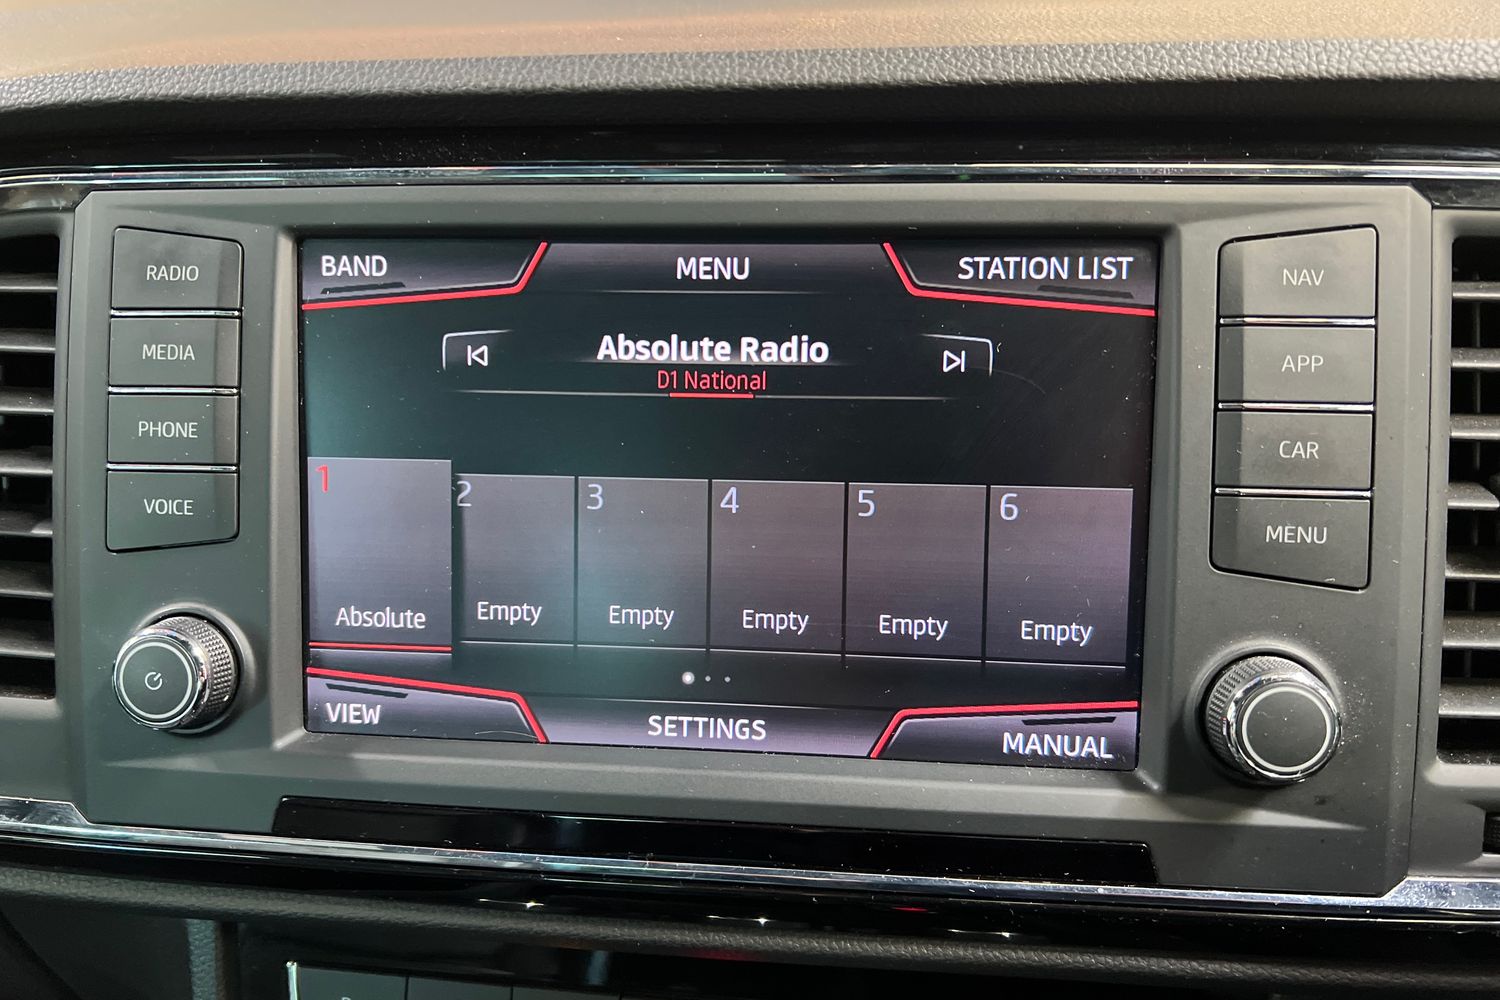 BAND
MENU
STATION LIST
RADIO
MEDIA
PHONE
VOICE
Absolute Radio
D1 National
1
2
3
4
5
6
Absolute
Empty
Empty
Empty
Empty
Empty
VIEW
SETTINGS
MANUAL
NAV
APP
CAR
MENU